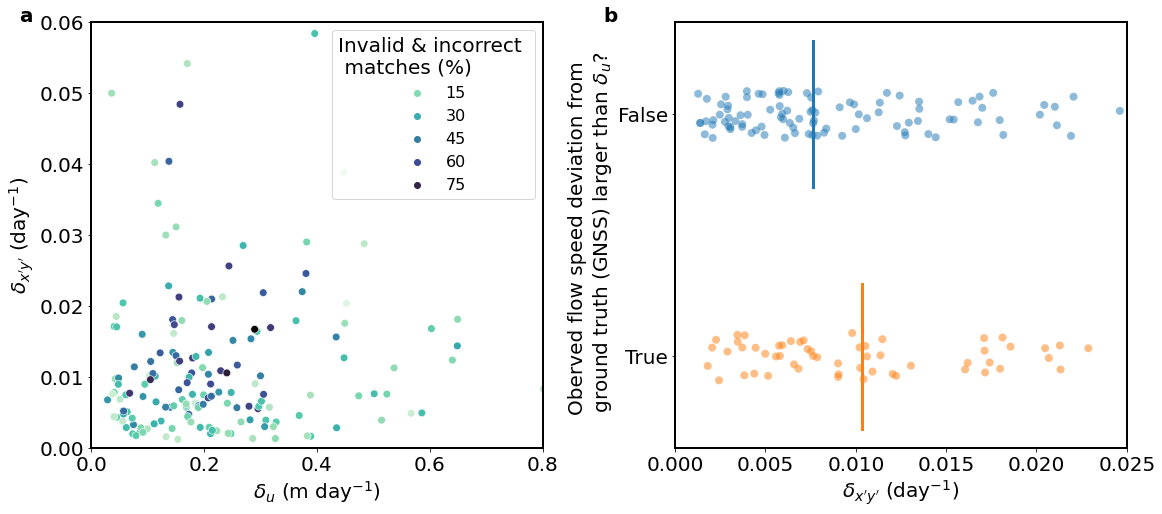 a
0.06
0.05
0.04
0.03
0.02
0.01
0.00
δx′y′ (day⁻¹)
0.0 0.2 0.4 0.6 0.8
δu (m day⁻¹)
Invalid & incorrect
matches (%)
15
30
45
60
75
b
Oberved flow speed deviation from
ground truth (GNSS) larger than δu?
False
True
0.000 0.005 0.010 0.015 0.020 0.025
δx′y′ (day⁻¹)